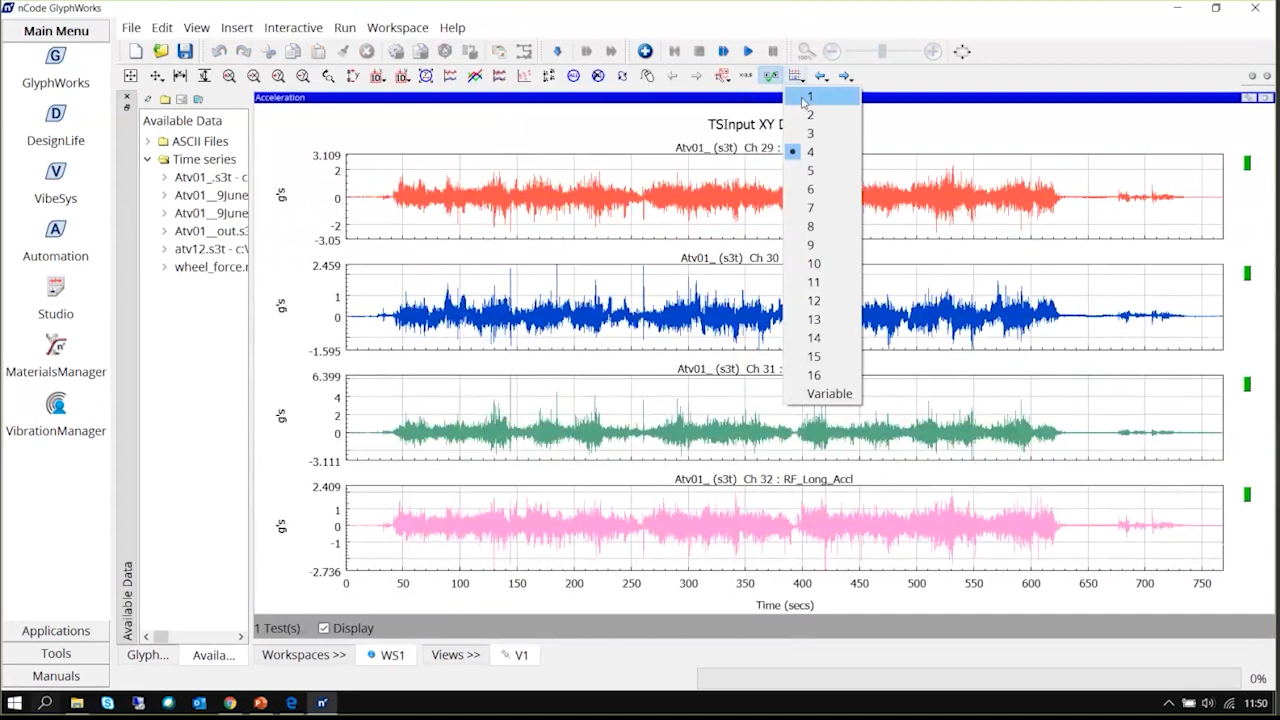 nCode GlyphWorks
Main Menu
File Edit View Insert Interactive Run Workspace Help
GlyphWorks
DesignLife
VibeSys
Automation
Studio
MaterialsManager
VibrationManager
Applications
Tools
Manuals
Available Data
Available Data
ASCII Files
Time series
Atv01_.s3t - c
Atv01__9June
Atv01__9June
Atv01__out.s3
atv12.s3t - c:\
wheel_force.r
Glyph...
Availa...
Acceleration
TSInput XY D
Atv01_ (s3t) Ch 29 :
3.109
2
0
-2
-3.05
g's
Atv01_ (s3t) Ch 30
2.459
1
0
-1.595
g's
Atv01_ (s3t) Ch 31 :
6.399
4
2
0
-3.111
g's
Atv01_ (s3t) Ch 32 : RF_Long_Accl
2.409
1
0
-1
-2.736
g's
0 50 100 150 200 250 300 350 400 450 500 550 600 650 700 750
Time (secs)
1
2
3
4
5
6
7
8
9
10
11
12
13
14
15
16
Variable
1 Test(s) Display
Workspaces >> WS1 Views >> V1
0%
11:50